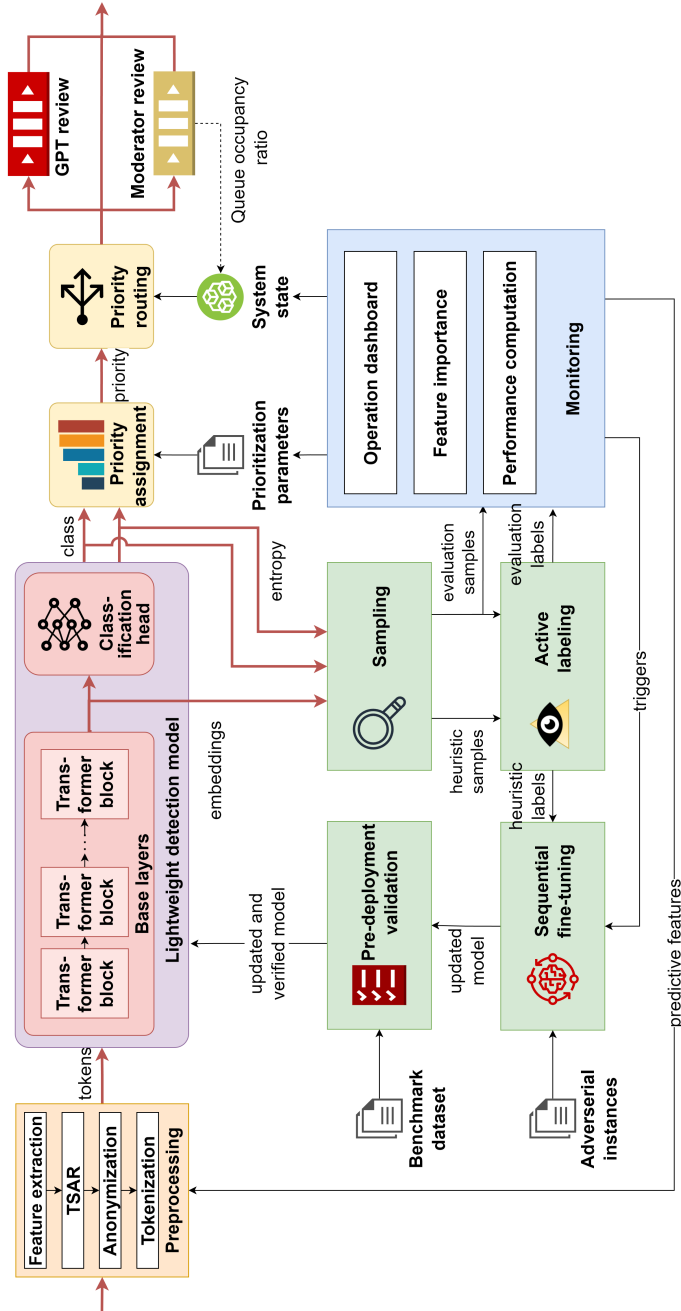 Feature extraction
TSAR
Anonymization
Tokenization
Preprocessing
tokens
Trans-
former
block
Trans-
former
block
...
Trans-
former
block
Base layers
Lightweight detection model
Class-
ification
head
class
entropy
embeddings
Priority
assignment
priority
Priority
routing
GPT review
Moderator review
Queue occupancy
ratio
System
state
Prioritization
parameters
Operation dashboard
Feature importance
Performance computation
Monitoring
Sampling
evaluation
samples
evaluation
labels
heuristic
samples
Active
labeling
heuristic
labels
Sequential
fine-tuning
updated
model
Pre-deployment
validation
updated and
verified model
Benchmark
dataset
Adverserial
instances
triggers
predictive features